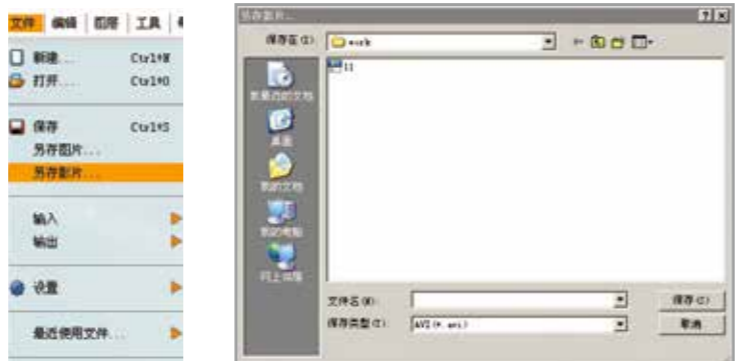 文件 编辑 图层 工具
新建... Ctrl+N
打开... Ctrl+O
保存 Ctrl+S
另存图片...
另存影片...
输入
输出
设置
最近使用文件...
另存影片...
保存在(I): work
11
我最近的文档
桌面
我的文档
我的电脑
网上邻居
文件名(N): 保存(S)
保存类型(T): AVI (*.avi) 取消